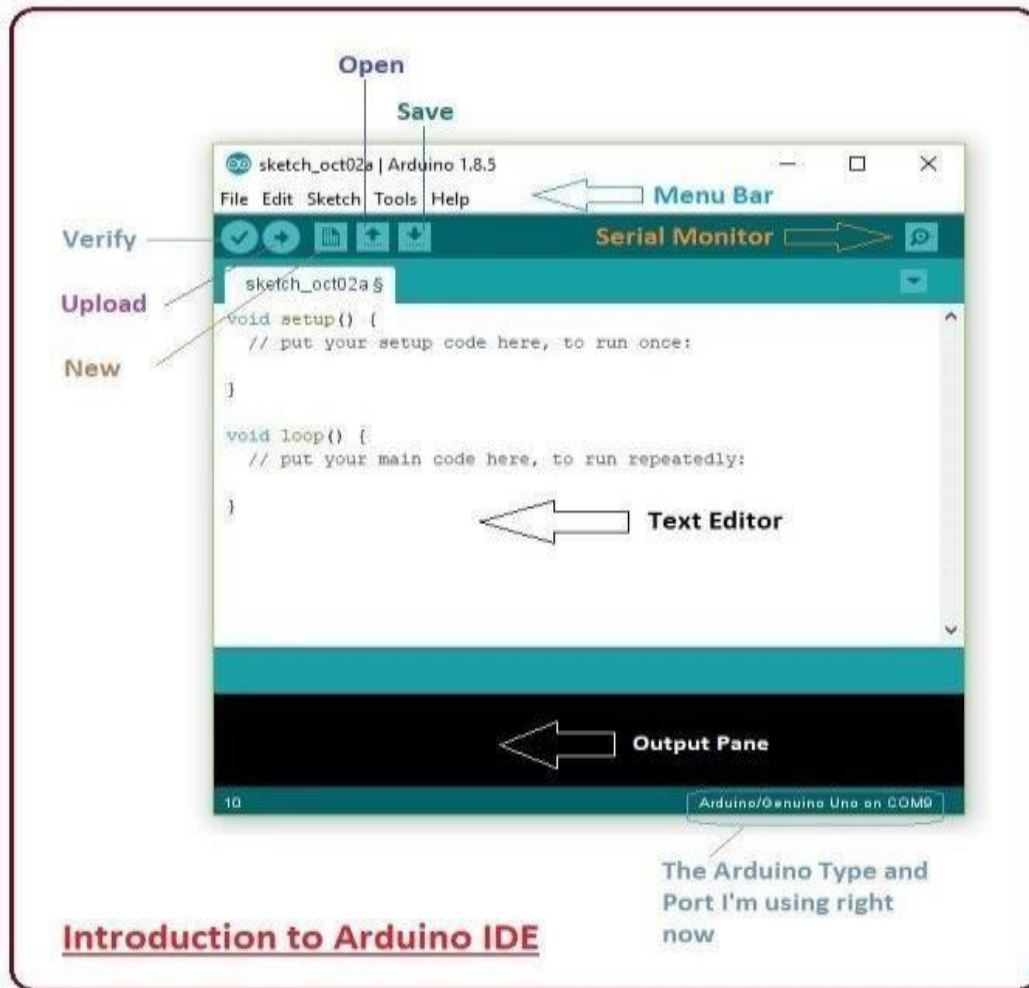 Open
Save
sketch_oct02a | Arduino 1.8.5
File Edit Sketch Tools Help
Menu Bar
Verify
Serial Monitor
Upload
sketch_oct02a §
New
void setup() {
// put your setup code here, to run once:
}
void loop() {
// put your main code here, to run repeatedly:
}
Text Editor
Output Pane
10
Arduino/Genuino Uno on COM9
The Arduino Type and
Port I'm using right
now
Introduction to Arduino IDE